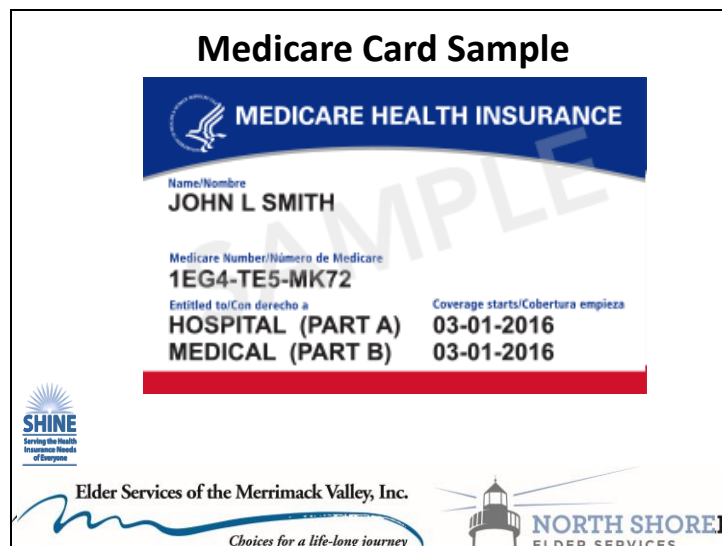 Medicare Card Sample
MEDICARE HEALTH INSURANCE
SAMPLE
Name/Nombre
JOHN L SMITH
Medicare Number/Número de Medicare
1EG4-TE5-MK72
Entitled to/Con derecho a
Coverage starts/Cobertura empieza
HOSPITAL (PART A) 03-01-2016
MEDICAL (PART B) 03-01-2016
SHINE
Serving the Health
Insurance Needs
of Everyone
Elder Services of the Merrimack Valley, Inc.
Choices for a life-long journey
NORTH SHORE
ELDER SERVICES